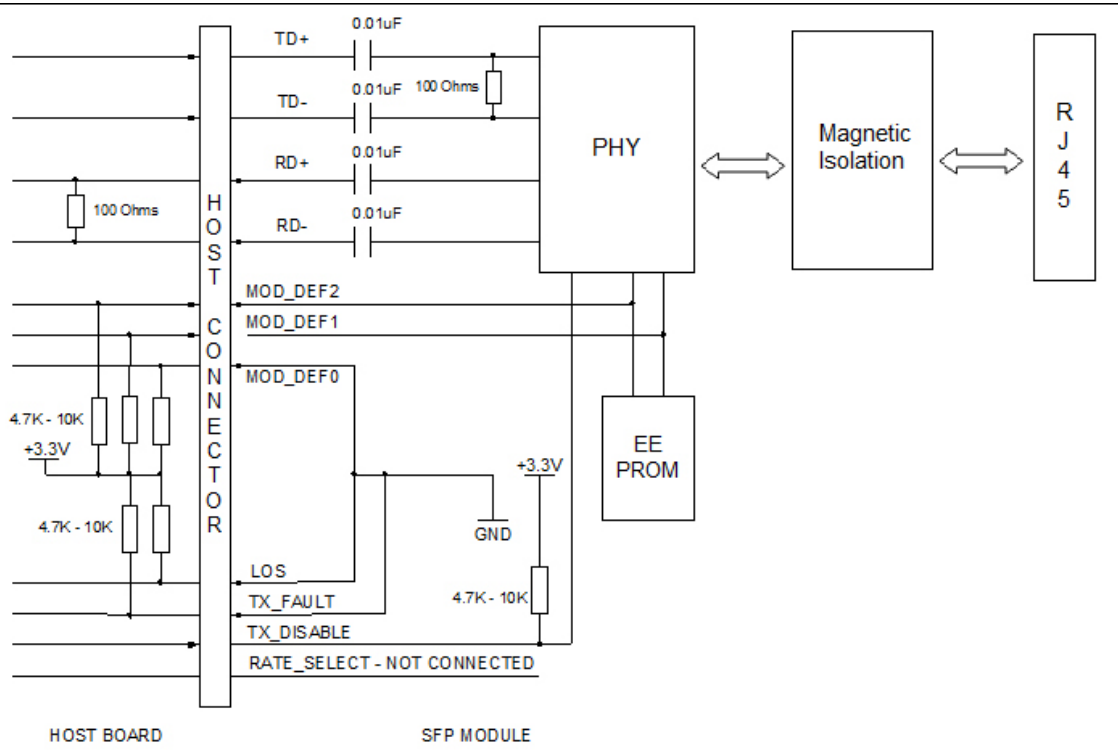 0.01uF
TD+
0.01uF
100 Ohms
TD-
0.01uF
RD+
100 Ohms
0.01uF
RD-
PHY
Magnetic
Isolation
R
J
4
5
HOST CONNECTOR
MOD_DEF2
MOD_DEF1
MOD_DEF0
4.7K - 10K
+3.3V
4.7K - 10K
EE
PROM
+3.3V
GND
4.7K - 10K
LOS
TX_FAULT
TX_DISABLE
RATE_SELECT - NOT CONNECTED
HOST BOARD
SFP MODULE